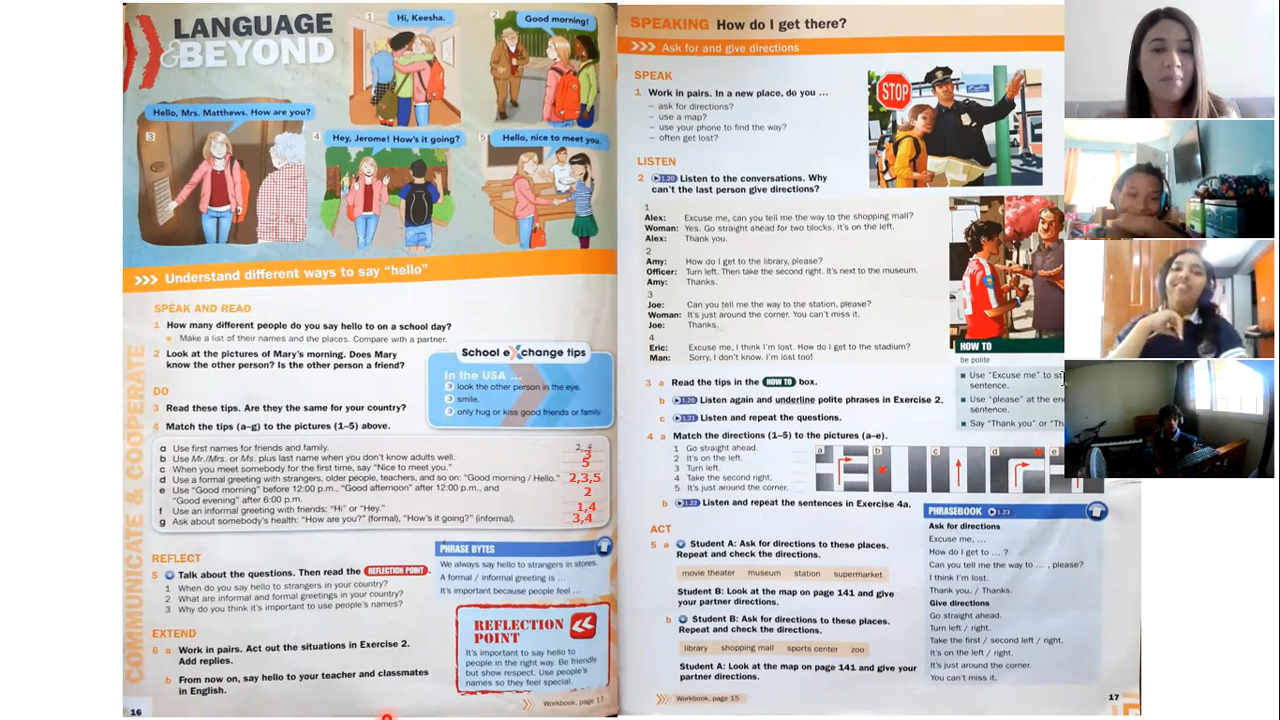 LANGUAGE
& BEYOND
1
Hi, Keesha.
2
Good morning!
Hello, Mrs. Matthews. How are you?
3
4
Hey, Jerome! How's it going?
5
Hello, nice to meet you.
>>> Understand different ways to say "hello"
COMMUNICATE & COOPERATE
SPEAK AND READ
1 How many different people do you say hello to on a school day?
Make a list of their names and the places. Compare with a partner.
2 Look at the pictures of Mary's morning. Does Mary
know the other person? Is the other person a friend?
School eXchange tips
In the USA ...
look the other person in the eye.
smile.
only hug or kiss good friends or family.
DO
3 Read these tips. Are they the same for your country?
4 Match the tips (a–g) to the pictures (1–5) above.
a Use first names for friends and family. 2, 4
b Use Mr./Mrs. or Ms. plus last name when you don't know adults well. 3
c When you meet somebody for the first time, say "Nice to meet you." 5
d Use a formal greeting with strangers, older people, teachers, and so on: "Good morning / Hello." 2,3,5
e Use "Good morning" before 12:00 p.m., "Good afternoon" after 12:00 p.m., and
"Good evening" after 6:00 p.m. 2
f Use an informal greeting with friends: "Hi" or "Hey." 1,4
g Ask about somebody's health: "How are you?" (formal), "How's it going?" (informal). 3,4
REFLECT
5 Talk about the questions. Then read the REFLECTION POINT.
1 When do you say hello to strangers in your country?
2 What are informal and formal greetings in your country?
3 Why do you think it's important to use people's names?
PHRASE BYTES
We always say hello to strangers in stores.
A formal / informal greeting is ...
It's important because people feel ...
EXTEND
6 a Work in pairs. Act out the situations in Exercise 2.
Add replies.
b From now on, say hello to your teacher and classmates
in English.
REFLECTION
POINT
It's important to say hello to
people in the right way. Be friendly
but show respect. Use people's
names so they feel special.
16
Workbook, page 17
SPEAKING How do I get there?
>>> Ask for and give directions
SPEAK
1 Work in pairs. In a new place, do you ...
– ask for directions?
– use a map?
– use your phone to find the way?
– often get lost?
STOP
LISTEN
2 1.20 Listen to the conversations. Why
can't the last person give directions?
1
Alex: Excuse me, can you tell me the way to the shopping mall?
Woman: Yes. Go straight ahead for two blocks. It's on the left.
Alex: Thank you.
2
Amy: How do I get to the library, please?
Officer: Turn left. Then take the second right. It's next to the museum.
Amy: Thanks.
3
Joe: Can you tell me the way to the station, please?
Woman: It's just around the corner. You can't miss it.
Joe: Thanks.
4
Eric: Excuse me, I think I'm lost. How do I get to the stadium?
Man: Sorry, I don't know. I'm lost too!
HOW TO
be polite
Use "Excuse me" to st
sentence.
Use "please" at the en
sentence.
Say "Thank you" or "Th
3 a Read the tips in the HOW TO box.
b 1.20 Listen again and underline polite phrases in Exercise 2.
c 1.21 Listen and repeat the questions.
4 a Match the directions (1–5) to the pictures (a–e).
1 Go straight ahead.
2 It's on the left.
3 Turn left.
4 Take the second right.
5 It's just around the corner.
a
b
c
d
e
b 1.22 Listen and repeat the sentences in Exercise 4a.
ACT
5 a Student A: Ask for directions to these places.
Repeat and check the directions.
movie theater museum station supermarket
Student B: Look at the map on page 141 and give
your partner directions.
b Student B: Ask for directions to these places.
Repeat and check the directions.
library shopping mall sports center zoo
Student A: Look at the map on page 141 and give your
partner directions.
PHRASEBOOK 1.23
Ask for directions
Excuse me, ...
How do I get to ... ?
Can you tell me the way to ... , please?
I think I'm lost.
Thank you. / Thanks.
Give directions
Go straight ahead.
Turn left / right.
Take the first / second left / right.
It's on the left / right.
It's just around the corner.
You can't miss it.
Workbook, page 15
17